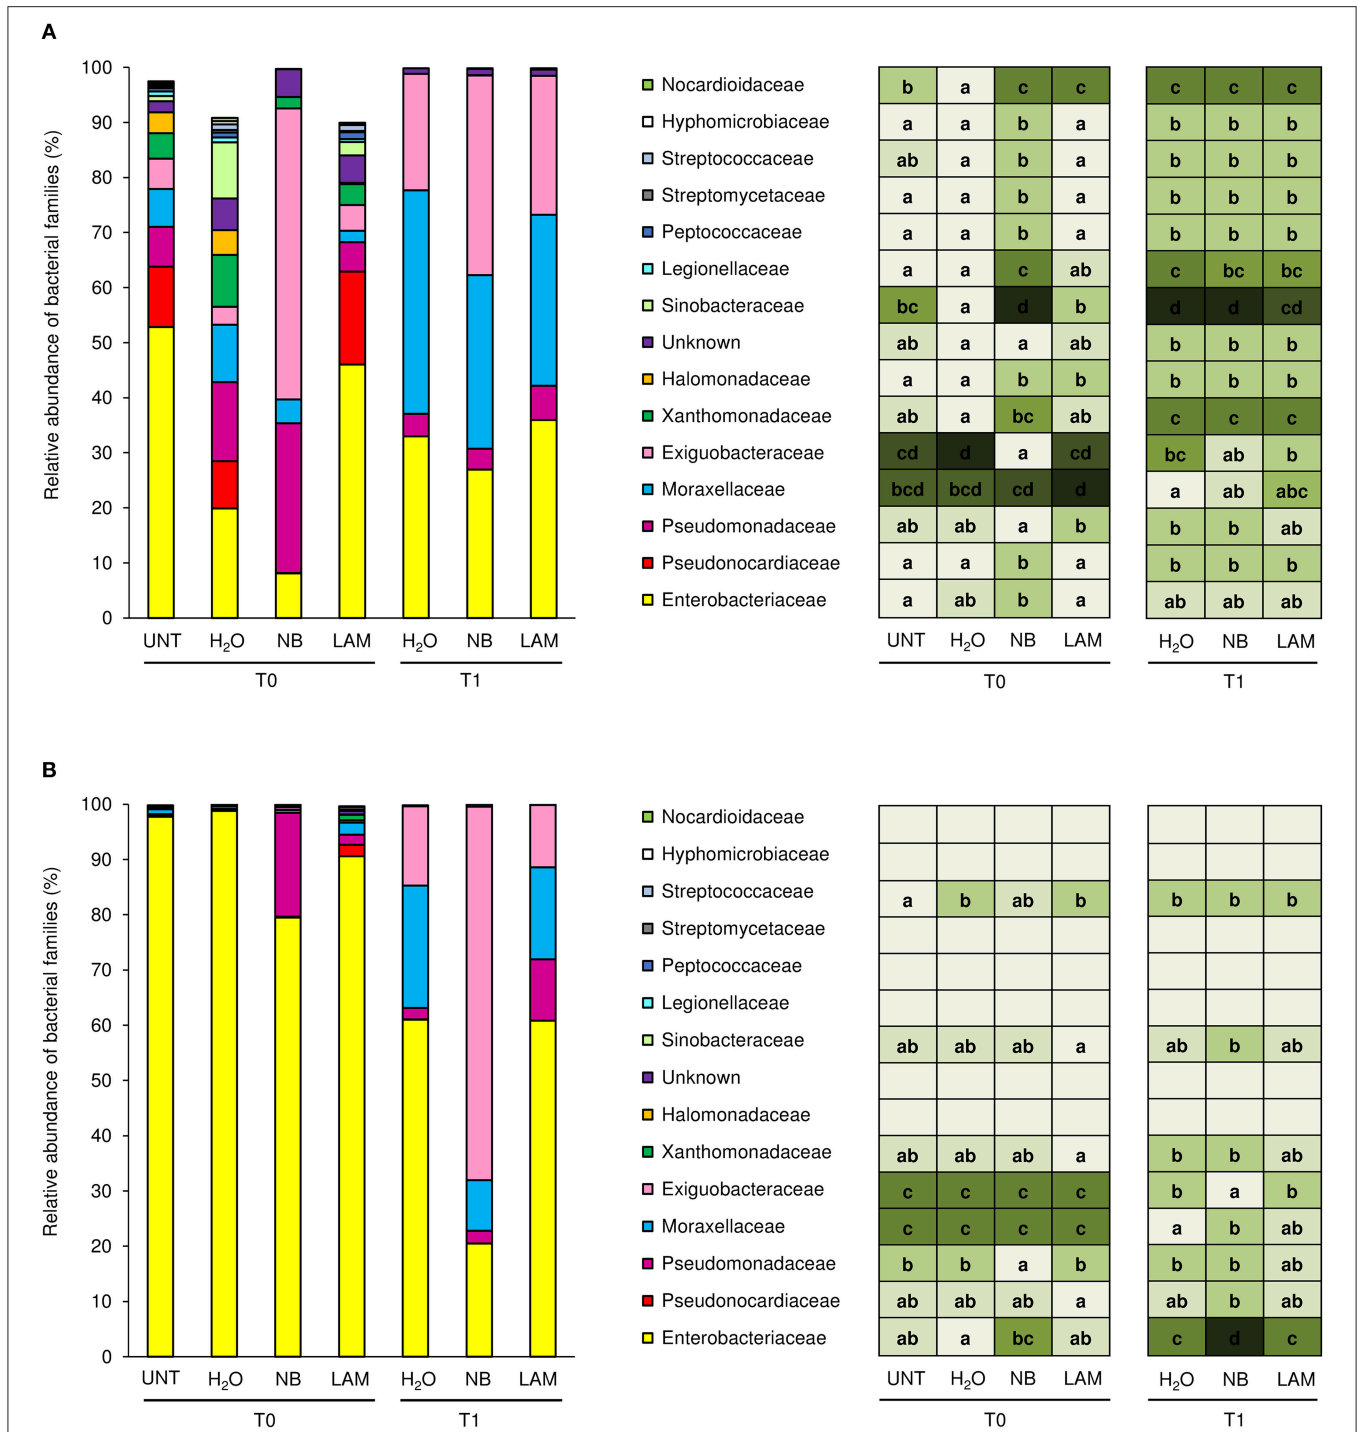 A
Relative abundance of bacterial families (%)
100
90
80
70
60
50
40
30
20
10
0
UNT H₂O NB LAM H₂O NB LAM
T0 T1
Nocardioidaceae
Hyphomicrobiaceae
Streptococcaceae
Streptomycetaceae
Peptococcaceae
Legionellaceae
Sinobacteraceae
Unknown
Halomonadaceae
Xanthomonadaceae
Exiguobacteraceae
Moraxellaceae
Pseudomonadaceae
Pseudonocardiaceae
Enterobacteriaceae
b a c c c c c
a a b a b b b
ab a b a b b b
a a b a b b b
a a b a b b b
a a c ab c bc bc
bc a d b d d cd
ab a a ab b b b
a a b b b b b
ab a bc ab c c c
cd d a cd bc ab b
bcd bcd cd d a ab abc
ab ab a b b b ab
a a b a b b b
a ab b a ab ab ab
UNT H₂O NB LAM H₂O NB LAM
T0 T1
B
Relative abundance of bacterial families (%)
100
90
80
70
60
50
40
30
20
10
0
UNT H₂O NB LAM H₂O NB LAM
T0 T1
Nocardioidaceae
Hyphomicrobiaceae
Streptococcaceae
Streptomycetaceae
Peptococcaceae
Legionellaceae
Sinobacteraceae
Unknown
Halomonadaceae
Xanthomonadaceae
Exiguobacteraceae
Moraxellaceae
Pseudomonadaceae
Pseudonocardiaceae
Enterobacteriaceae
a b ab b b b b
ab ab ab a ab b ab
ab ab ab a b b ab
c c c c b a b
c c c c a b ab
b b a b b b ab
ab ab ab a ab b ab
ab a bc ab c d c
UNT H₂O NB LAM H₂O NB LAM
T0 T1